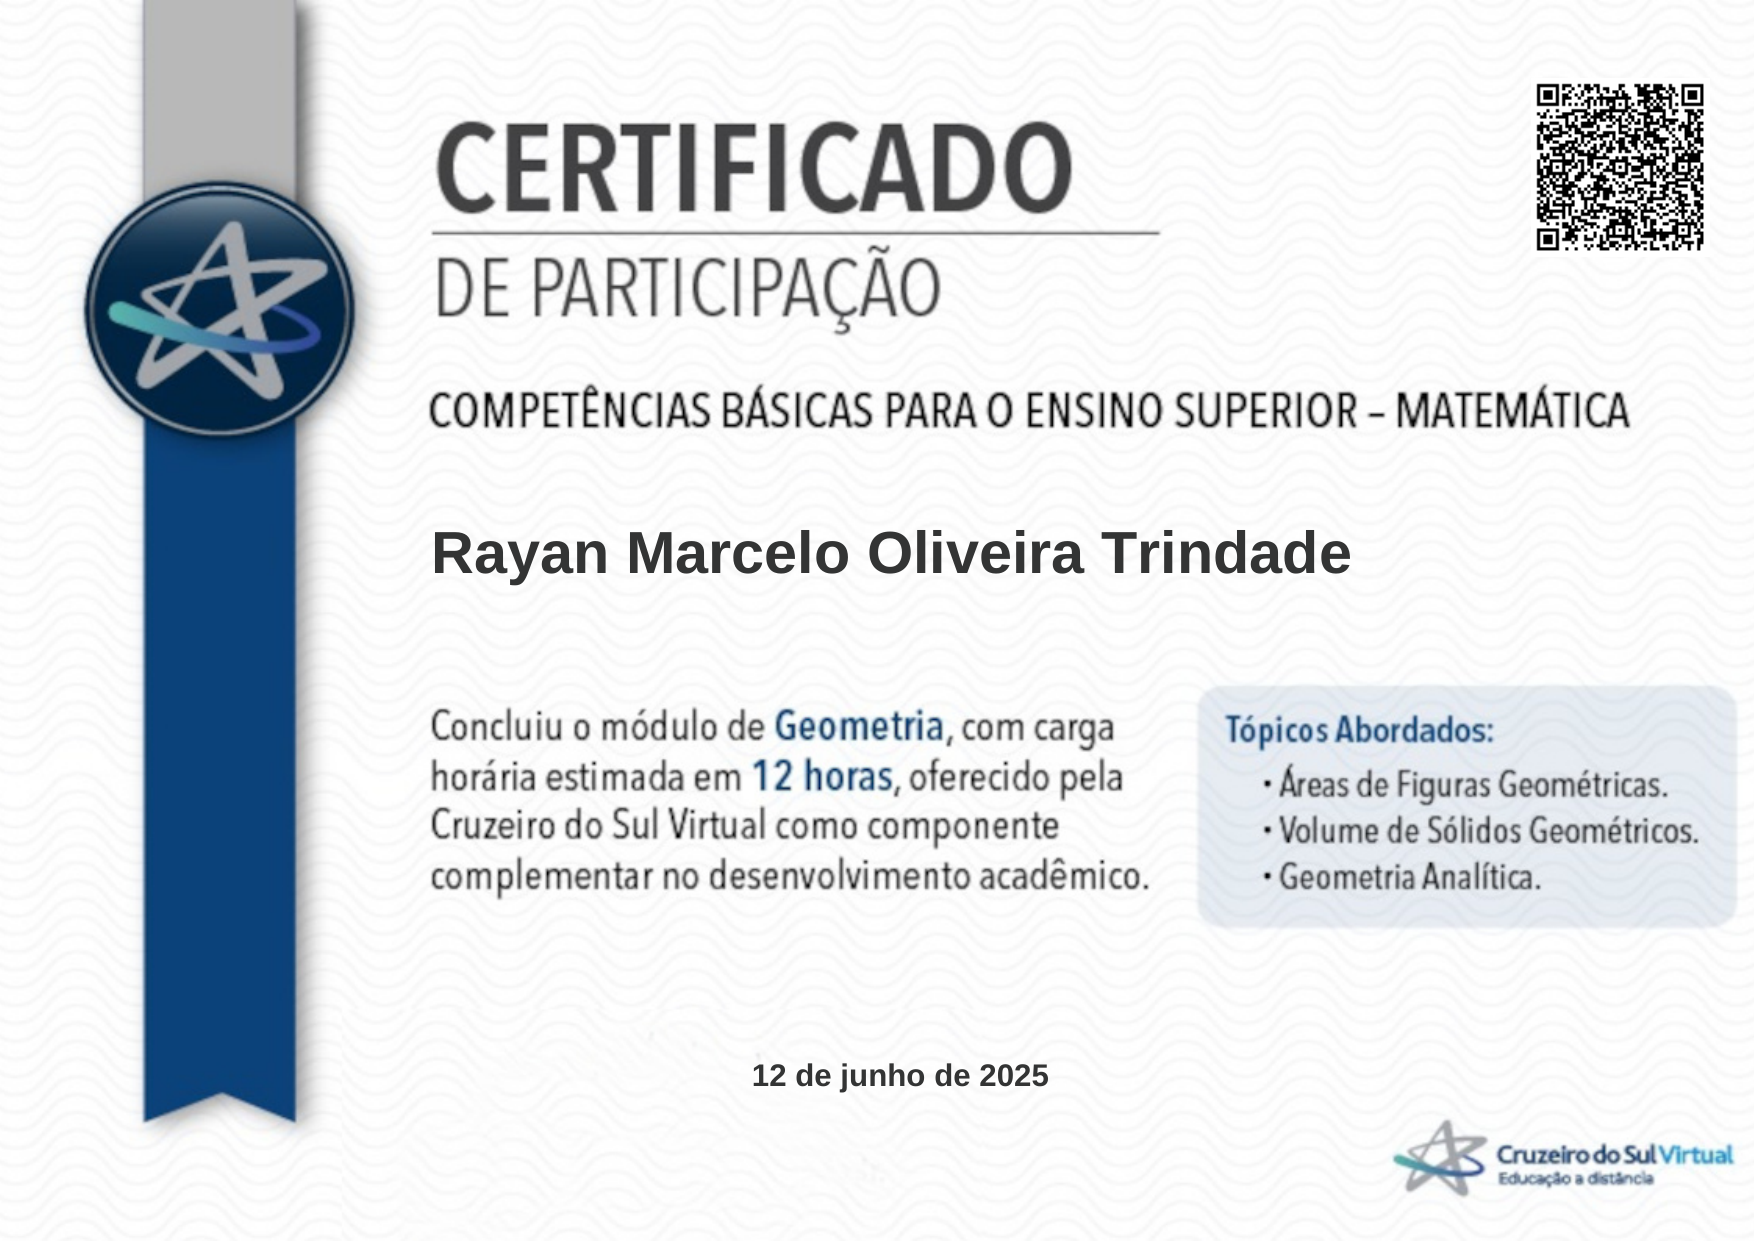 CERTIFICADO
DE PARTICIPAÇÃO
COMPETÊNCIAS BÁSICAS PARA O ENSINO SUPERIOR – MATEMÁTICA
Rayan Marcelo Oliveira Trindade
Concluiu o módulo de Geometria, com carga
horária estimada em 12 horas, oferecido pela
Cruzeiro do Sul Virtual como componente
complementar no desenvolvimento acadêmico.
Tópicos Abordados:
• Áreas de Figuras Geométricas.
• Volume de Sólidos Geométricos.
• Geometria Analítica.
12 de junho de 2025
Cruzeiro do Sul Virtual
Educação a distância